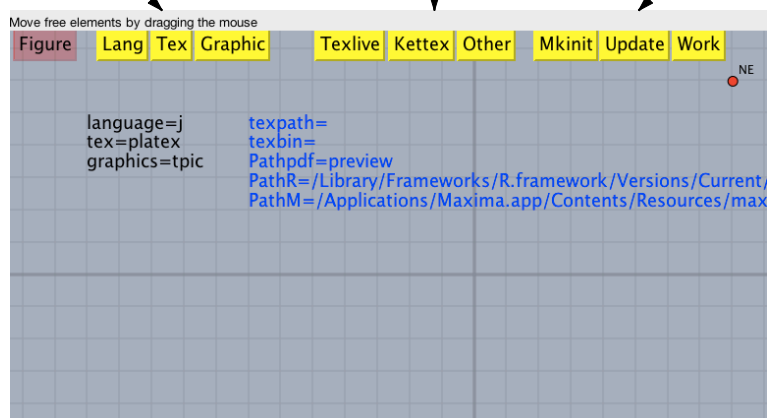 Move free elements by dragging the mouse
Figure Lang Tex Graphic Texlive Kettex Other Mkinit Update Work
NE
language=j
tex=platex
graphics=tpic
texpath=
texbin=
Pathpdf=preview
PathR=/Library/Frameworks/R.framework/Versions/Current/
PathM=/Applications/Maxima.app/Contents/Resources/max